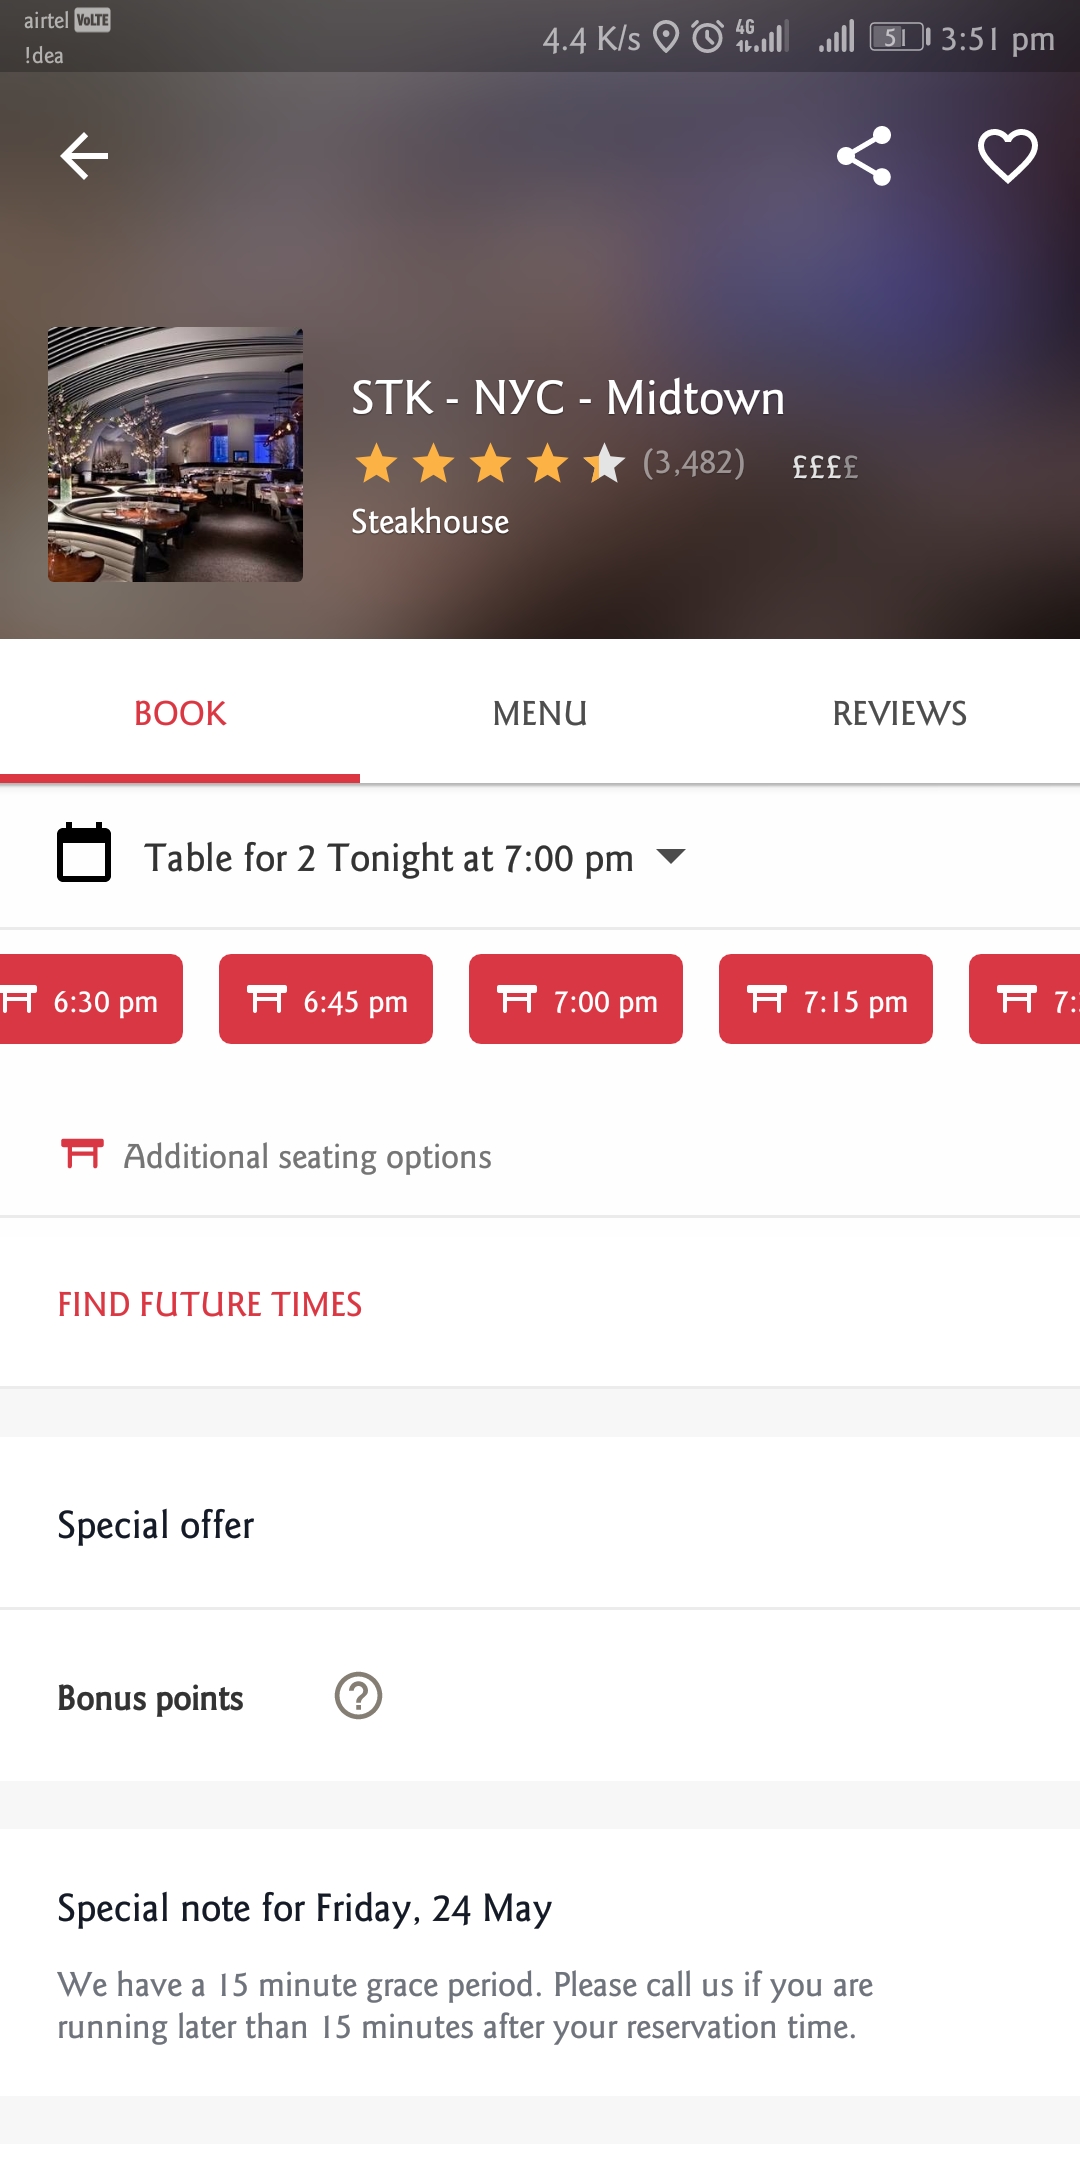 airtel VoLTE
!dea
4.4 K/s 4G 51 3:51 pm
STK - NYC - Midtown
(3,482) ££££
Steakhouse
BOOK MENU REVIEWS
Table for 2 Tonight at 7:00 pm
6:30 pm 6:45 pm 7:00 pm 7:15 pm
Additional seating options
FIND FUTURE TIMES
Special offer
Bonus points ?
Special note for Friday, 24 May
We have a 15 minute grace period. Please call us if you are
running later than 15 minutes after your reservation time.